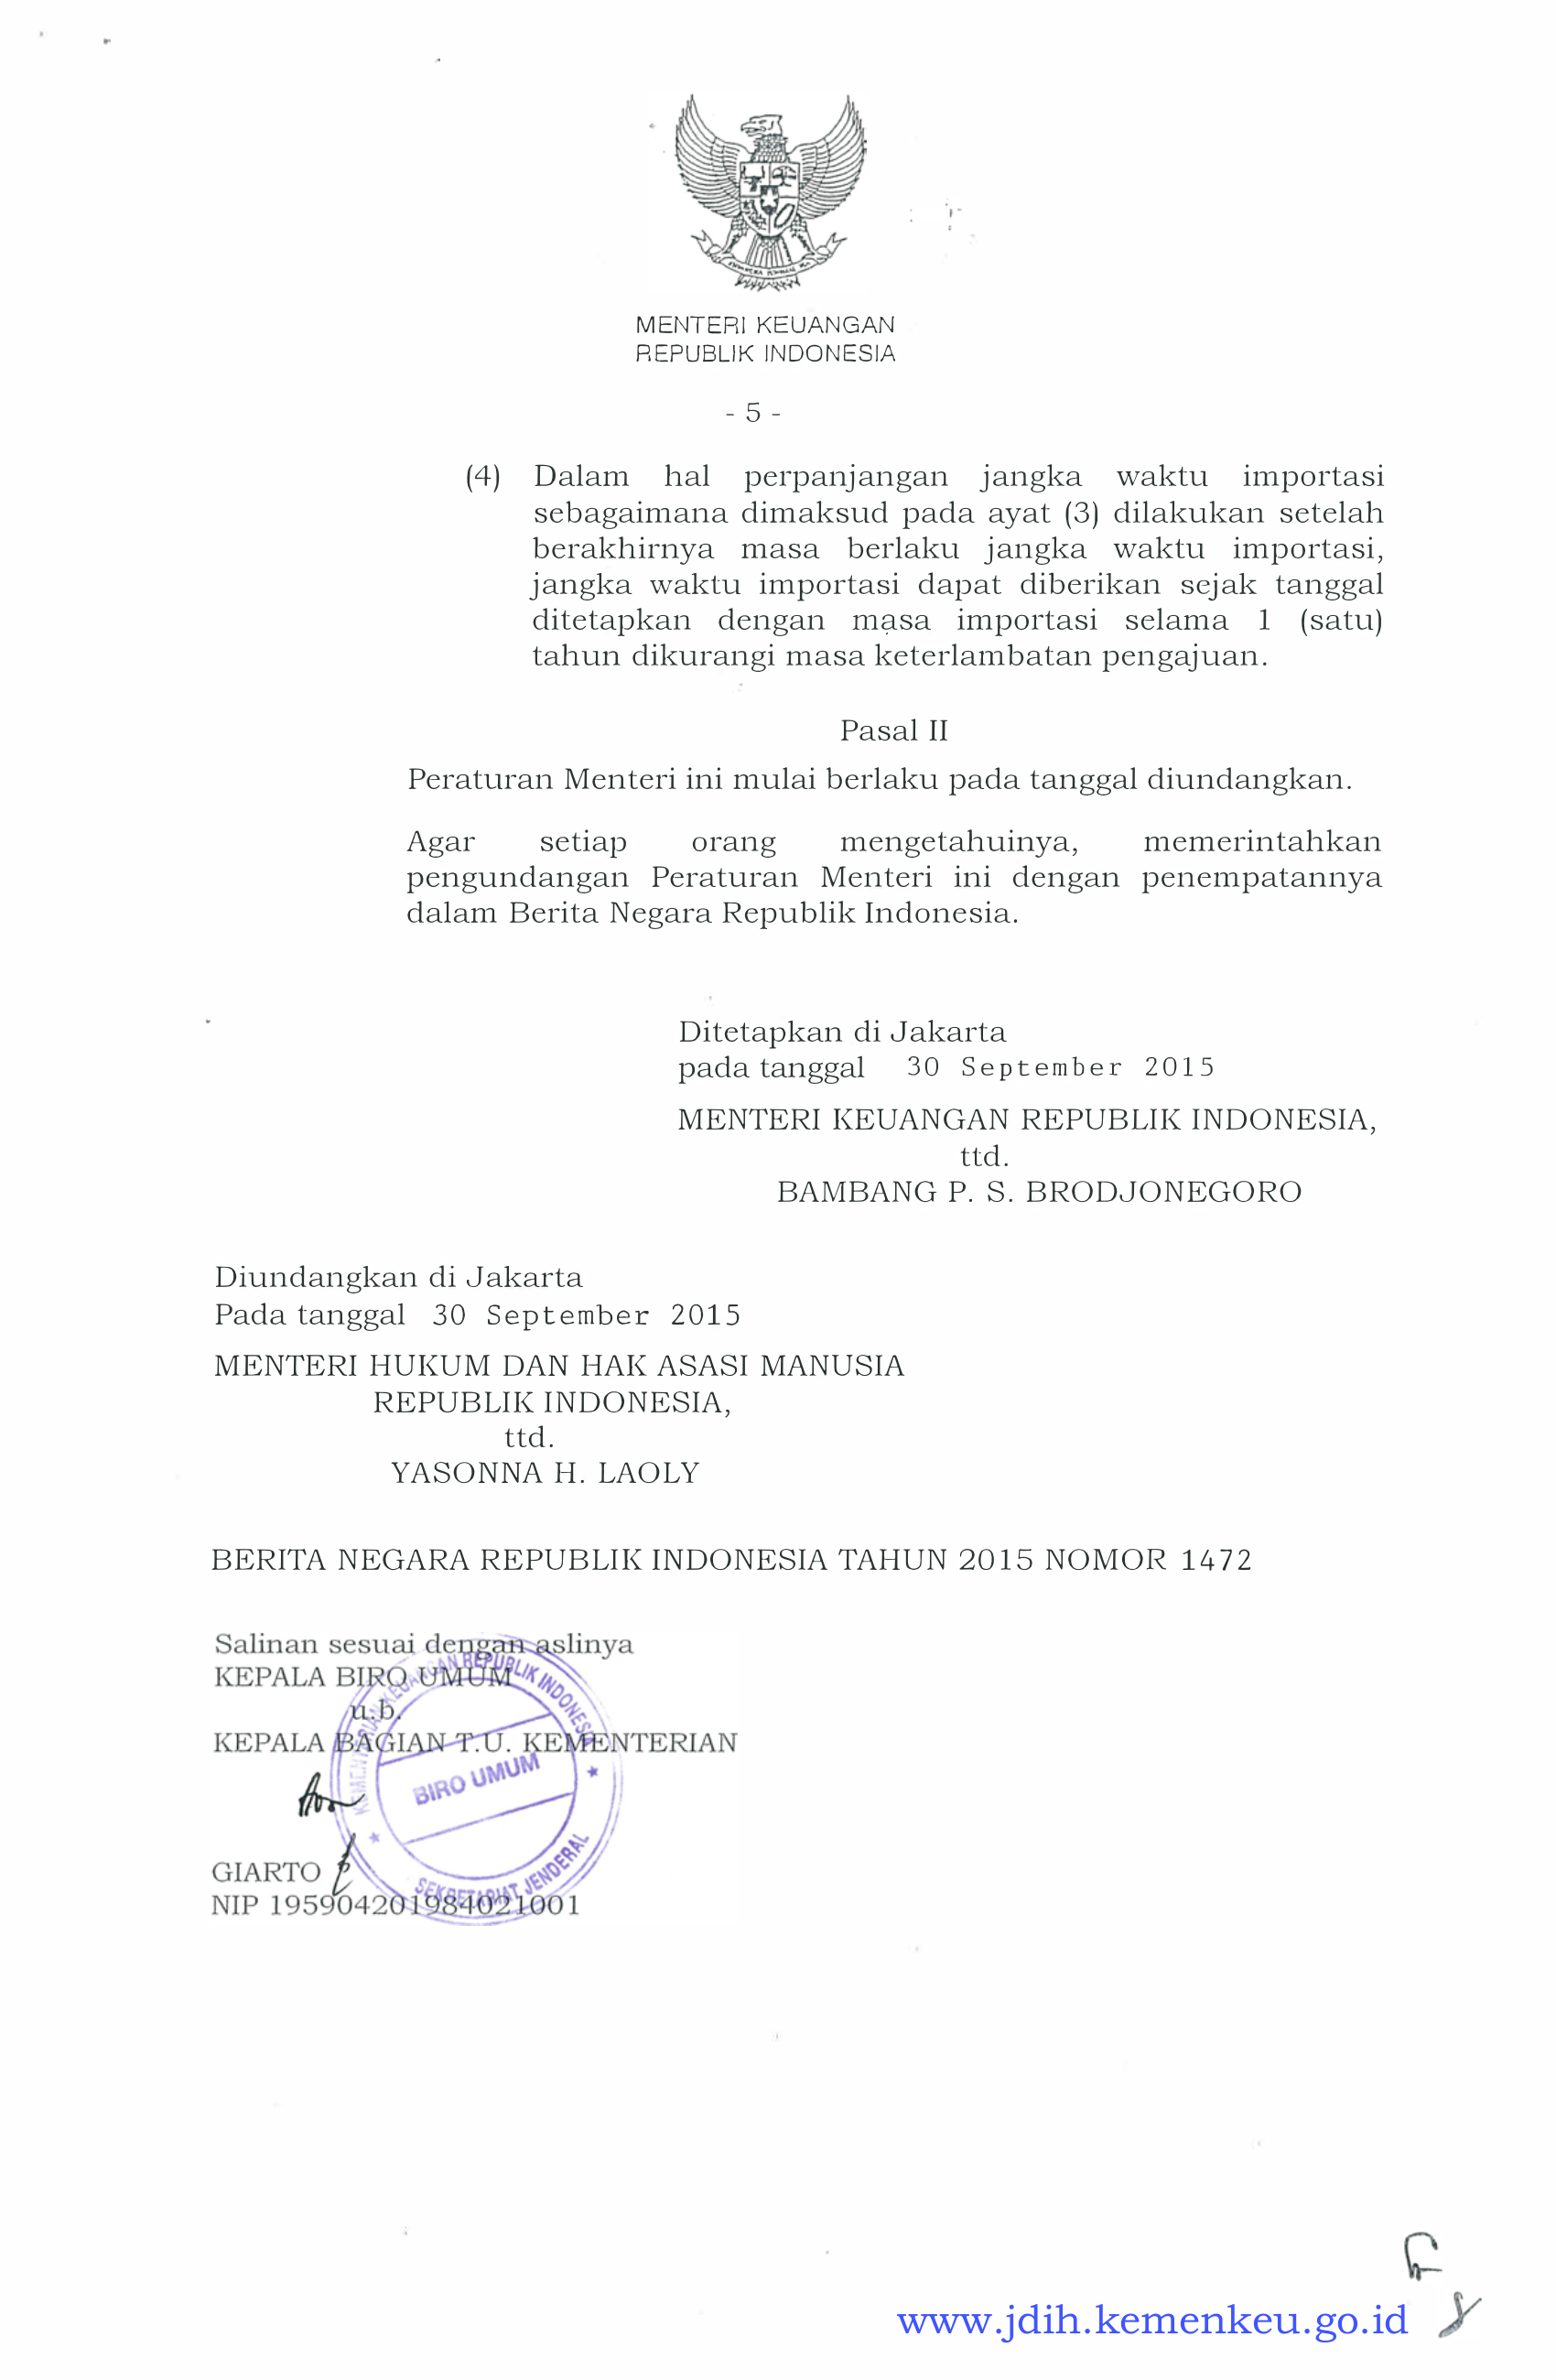 MENTERI KEUANGAN
REPUBLIK INDONESIA
- 5 -
(4) Dalam hal perpanjangan jangka waktu importasi
sebagaimana dimaksud pada ayat (3) dilakukan setelah
berakhirnya masa berlaku jangka waktu importasi,
jangka waktu importasi dapat diberikan sejak tanggal
ditetapkan dengan masa importasi selama 1 (satu)
tahun dikurangi masa keterlambatan pengajuan.
Pasal II
Peraturan Menteri ini mulai berlaku pada tanggal diundangkan.
Agar setiap orang mengetahuinya, memerintahkan
pengundangan Peraturan Menteri ini dengan penempatannya
dalam Berita Negara Republik Indonesia.
Ditetapkan di Jakarta
pada tanggal 30 September 2015
MENTERI KEUANGAN REPUBLIK INDONESIA,
ttd.
BAMBANG P. S. BRODJONEGORO
Diundangkan di Jakarta
Pada tanggal 30 September 2015
MENTERI HUKUM DAN HAK ASASI MANUSIA
REPUBLIK INDONESIA,
ttd.
YASONNA H. LAOLY
BERITA NEGARA REPUBLIK INDONESIA TAHUN 2015 NOMOR 1472
Salinan sesuai dengan aslinya
KEPALA BIRO UMUM
u.b.
KEPALA BAGIAN T.U. KEMENTERIAN
KEMENTERIAN KEUANGAN REPUBLIK INDONESIA
BIRO UMUM
SEKRETARIAT JENDERAL
GIARTO
NIP 195904201984021001
www.jdih.kemenkeu.go.id